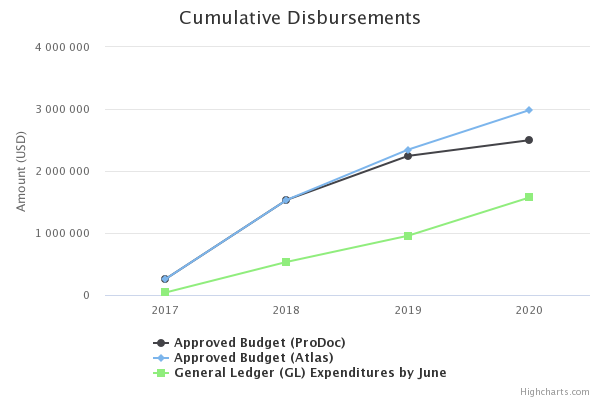 Cumulative Disbursements
Amount (USD)
4 000 000
3 000 000
2 000 000
1 000 000
0
2017 2018 2019 2020
Approved Budget (ProDoc)
Approved Budget (Atlas)
General Ledger (GL) Expenditures by June
Highcharts.com